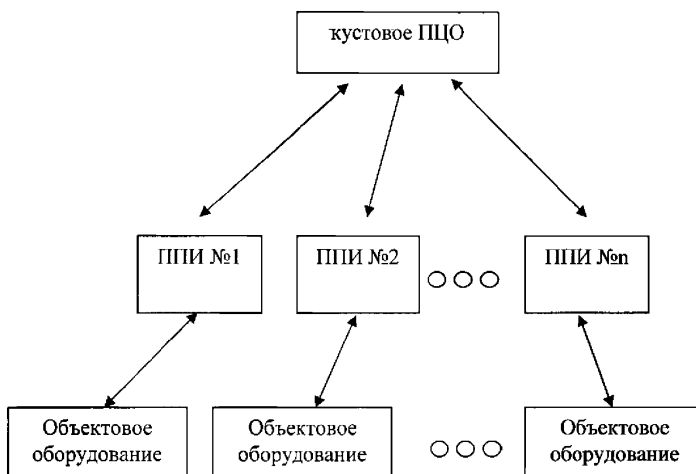 кустовое ПЦО
ППИ №1
ППИ №2
ППИ №n
Объектовое
оборудование
Объектовое
оборудование
Объектовое
оборудование